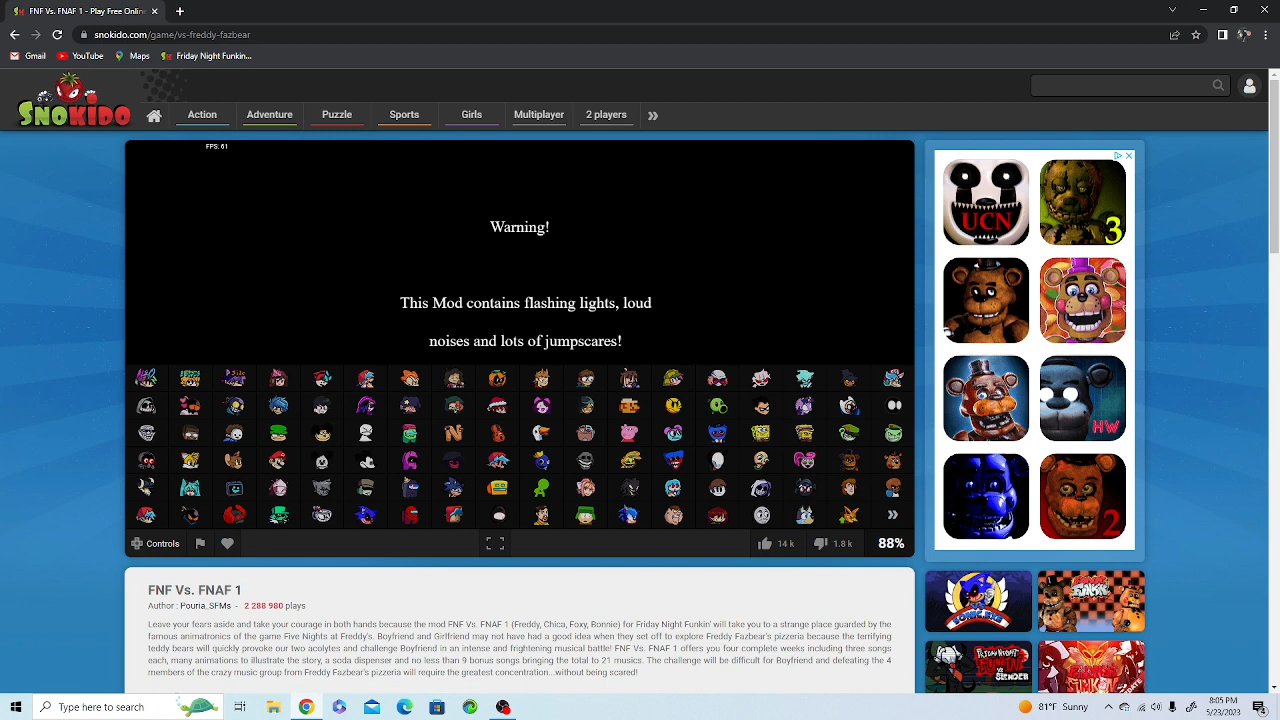 FNF Vs. FNAF 1 - Play Free Onli
snokido.com/game/vs-freddy-fazbear
Gmail YouTube Maps Friday Night Funkin...
SNOKIDO
Action Adventure Puzzle Sports Girls Multiplayer 2 players »
FPS: 61
Warning!
This Mod contains flashing lights, loud
noises and lots of jumpscares!
UCN
3
HW
2
Controls 14 k 1.8 k 88%
FNF Vs. FNAF 1
Author : Pouria_SFMs - 2 288 980 plays
Leave your fears aside and take your courage in both hands because the mod FNF Vs. FNAF 1 (Freddy, Chica, Foxy, Bonnie) for Friday Night Funkin' will take you to a strange place guarded by the
famous animatronics of the game Five Nights at Freddy's. Boyfriend and Girlfriend may not have had a good idea when they set off to explore Freddy Fazbear's pizzeria because the terrifying
teddy bears will quickly provoke our two acolytes and challenge Boyfriend in an intense and frightening musical battle! FNF Vs. FNAF 1 offers you four complete weeks including three songs
each, many animations to illustrate the story, a soda dispenser and no less than 9 bonus songs bringing the total to 21 musics. The challenge will be difficult for Boyfriend and defeating the 4
members of the crazy music group at Freddy Fazbear's pizzeria will require the greatest concentration...without being scared!
SONIC.EXE
FRIDAY NIGHT
FUNKIN
SLENDER
Type here to search
81°F Sunny
8:05 PM
5/23/2023